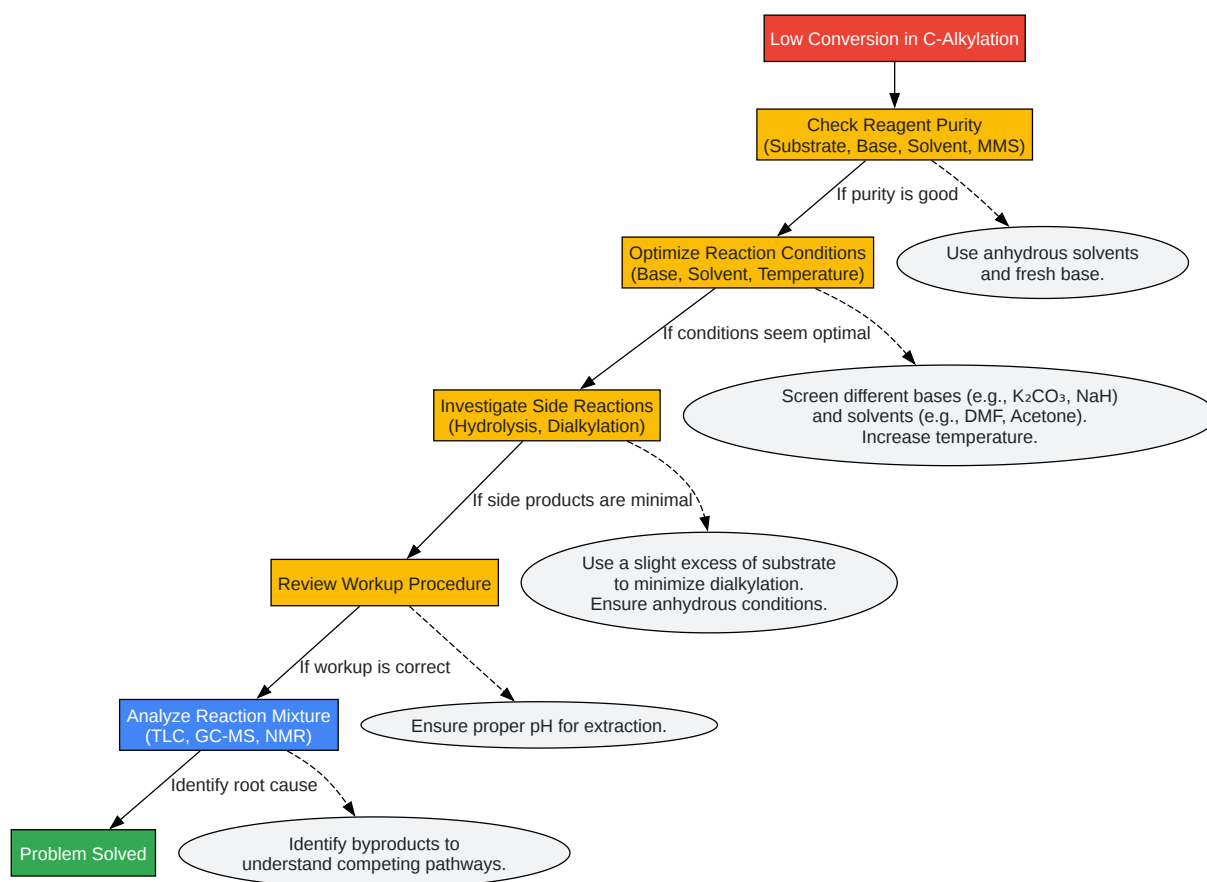 Low Conversion in C-Alkylation
Check Reagent Purity
(Substrate, Base, Solvent, MMS)
If purity is good
Use anhydrous solvents
and fresh base.
Optimize Reaction Conditions
(Base, Solvent, Temperature)
If conditions seem optimal
Screen different bases (e.g., K₂CO₃, NaH)
and solvents (e.g., DMF, Acetone).
Increase temperature.
Investigate Side Reactions
(Hydrolysis, Dialkylation)
If side products are minimal
Use a slight excess of substrate
to minimize dialkylation.
Ensure anhydrous conditions.
Review Workup Procedure
If workup is correct
Ensure proper pH for extraction.
Analyze Reaction Mixture
(TLC, GC-MS, NMR)
Identify root cause
Identify byproducts to
understand competing pathways.
Problem Solved